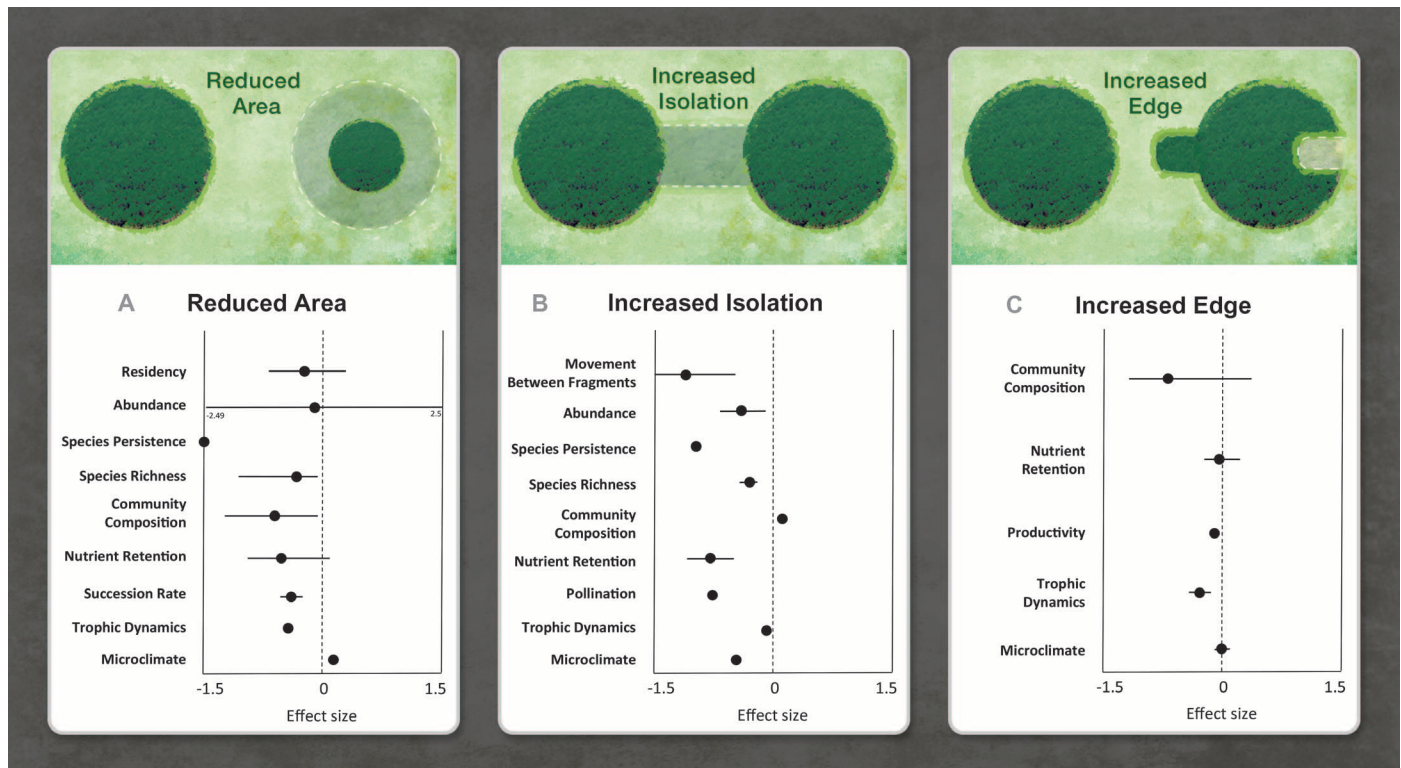 Reduced
Area
Increased
Isolation
Increased
Edge
A Reduced Area
Residency
Abundance
-2.49 2.5
Species Persistence
Species Richness
Community
Composition
Nutrient Retention
Succession Rate
Trophic Dynamics
Microclimate
-1.5 0 1.5
Effect size
B Increased Isolation
Movement
Between Fragments
Abundance
Species Persistence
Species Richness
Community
Composition
Nutrient Retention
Pollination
Trophic Dynamics
Microclimate
-1.5 0 1.5
Effect size
C Increased Edge
Community
Composition
Nutrient
Retention
Productivity
Trophic
Dynamics
Microclimate
-1.5 0 1.5
Effect size